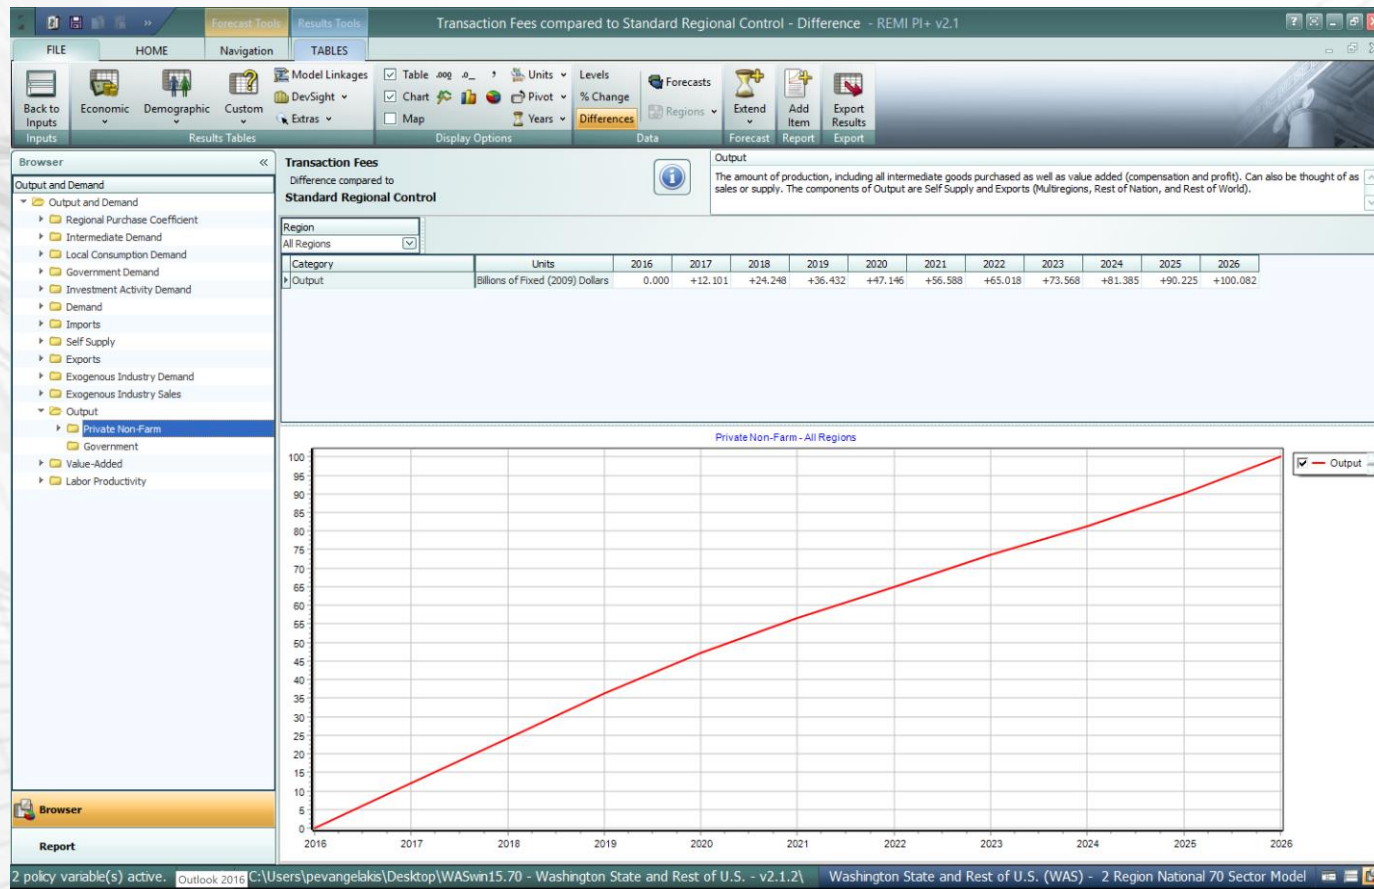 Forecast Tools Results Tools Transaction Fees compared to Standard Regional Control - Difference - REMI PI+ v2.1
FILE HOME Navigation TABLES
Model Linkages Table .000 .0_ , Units Levels
Forecasts
Back to Inputs Economic Demographic Custom DevSight Chart Pivot % Change Extend Add Item Export Results
Regions
Extras Map Years Differences
Inputs Results Tables Display Options Data Forecast Report Export
Browser «
Output and Demand
Output and Demand
Regional Purchase Coefficient
Intermediate Demand
Local Consumption Demand
Government Demand
Investment Activity Demand
Demand
Imports
Self Supply
Exports
Exogenous Industry Demand
Exogenous Industry Sales
Output
Private Non-Farm
Government
Value-Added
Labor Productivity
Browser
Report
Transaction Fees
Difference compared to
Standard Regional Control
Output
The amount of production, including all intermediate goods purchased as well as value added (compensation and profit). Can also be thought of as
sales or supply. The components of Output are Self Supply and Exports (Multiregions, Rest of Nation, and Rest of World).
Region
All Regions
Category Units 2016 2017 2018 2019 2020 2021 2022 2023 2024 2025 2026
Output Billions of Fixed (2009) Dollars 0.000 +12.101 +24.248 +36.432 +47.146 +56.588 +65.018 +73.568 +81.385 +90.225 +100.082
Private Non-Farm - All Regions
100
95
90
85
80
75
70
65
60
55
50
45
40
35
30
25
20
15
10
5
0
2016 2017 2018 2019 2020 2021 2022 2023 2024 2025 2026
Output
2 policy variable(s) active. Outlook 2016 C:\Users\pevangelakis\Desktop\WASwin15.70 - Washington State and Rest of U.S. - v2.1.2\ Washington State and Rest of U.S. (WAS) - 2 Region National 70 Sector Model